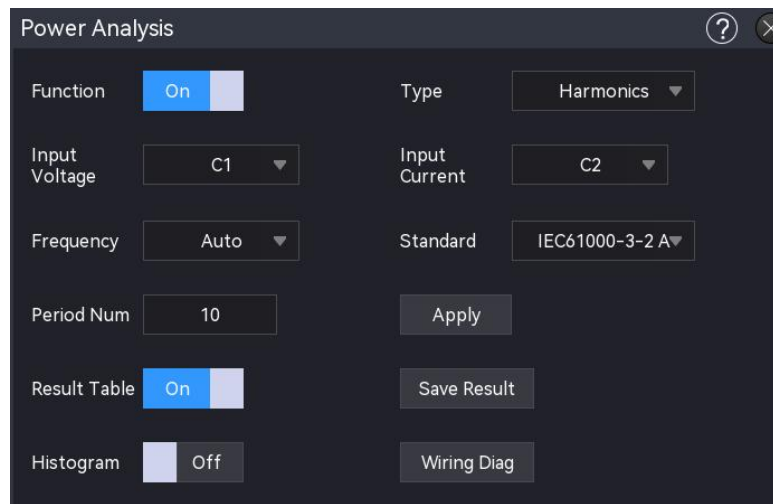 Power Analysis
?
Function On Type Harmonics
Input Voltage C1 Input Current C2
Frequency Auto Standard IEC61000-3-2 A
Period Num 10 Apply
Result Table On Save Result
Histogram Off Wiring Diag